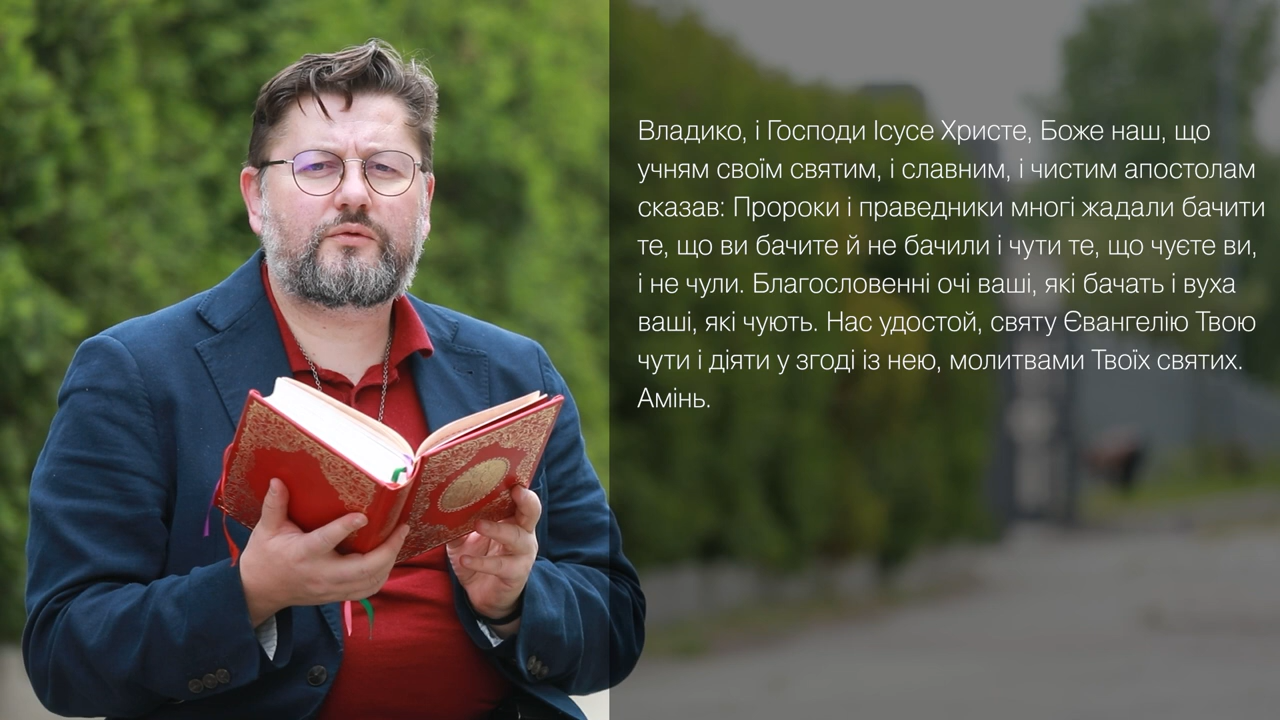 Владико, і Господи Ісусе Христе, Боже наш, що
учням своїм святим, і славним, і чистим апостолам
сказав: Пророки і праведники многі жадали бачити
те, що ви бачите й не бачили і чути те, що чуєте ви,
і не чули. Благословенні очі ваші, які бачать і вуха
ваші, які чують. Нас удостой, святу Євангелію Твою
чути і діяти у згоді із нею, молитвами Твоїх святих.
Амінь.